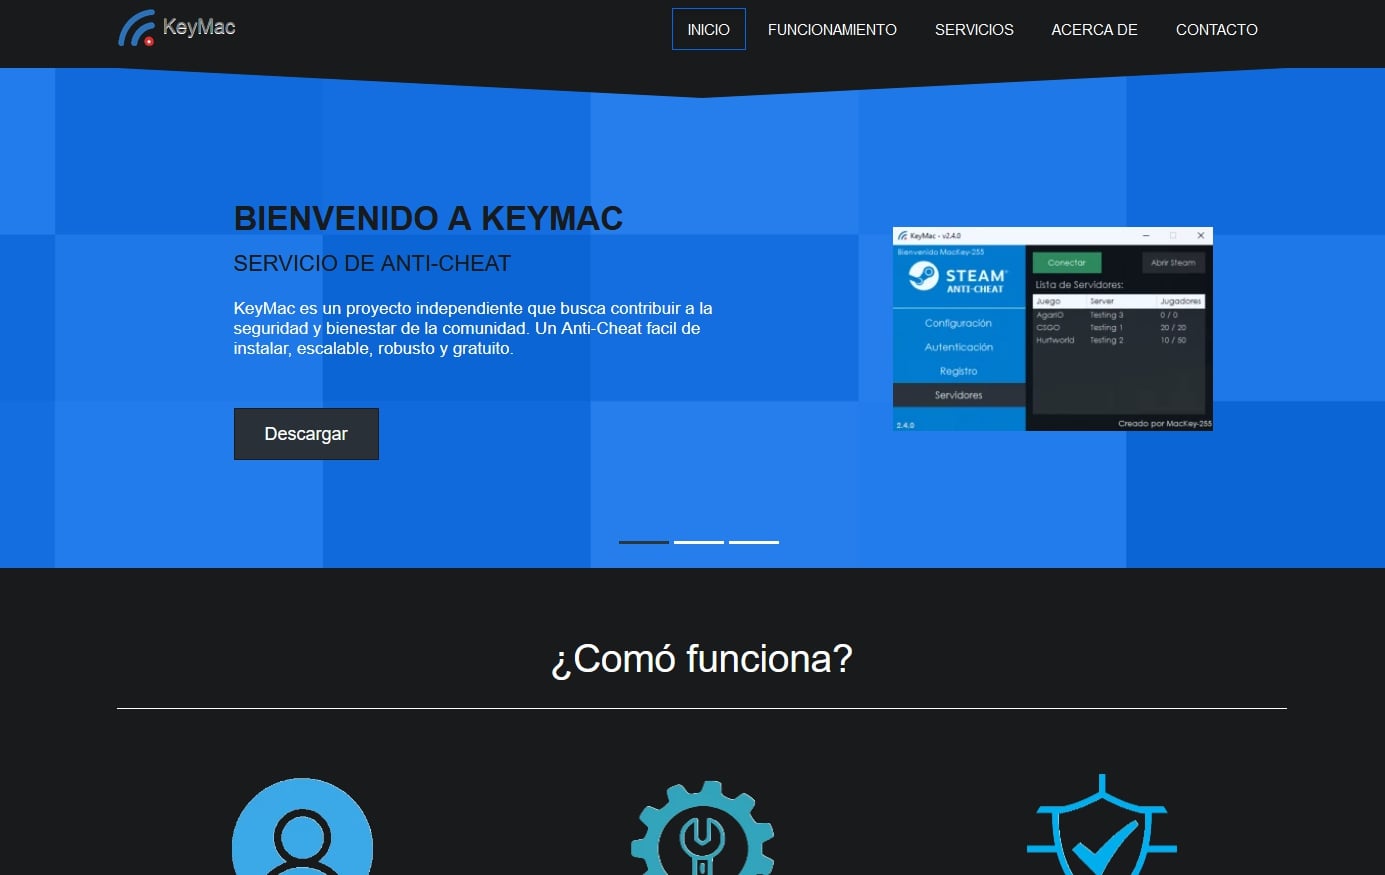 KeyMac
INICIO
FUNCIONAMIENTO
SERVICIOS
ACERCA DE
CONTACTO
BIENVENIDO A KEYMAC
SERVICIO DE ANTI-CHEAT
KeyMac es un proyecto independiente que busca contribuir a la
seguridad y bienestar de la comunidad. Un Anti-Cheat facil de
instalar, escalable, robusto y gratuito.
Descargar
KeyMac - v2.4.0
Bienvenido MacKey-255
STEAM
ANTI-CHEAT
Configuración
Autenticación
Registro
Servidores
2.4.0
Conectar
Abrir Steam
Lista de Servidores:
Juego Server Jugadores
AgarIO Testing 3 0 / 0
CSGO Testing 1 20 / 20
Hurtworld Testing 2 10 / 50
Creado por MacKey-255
¿Comó funciona?